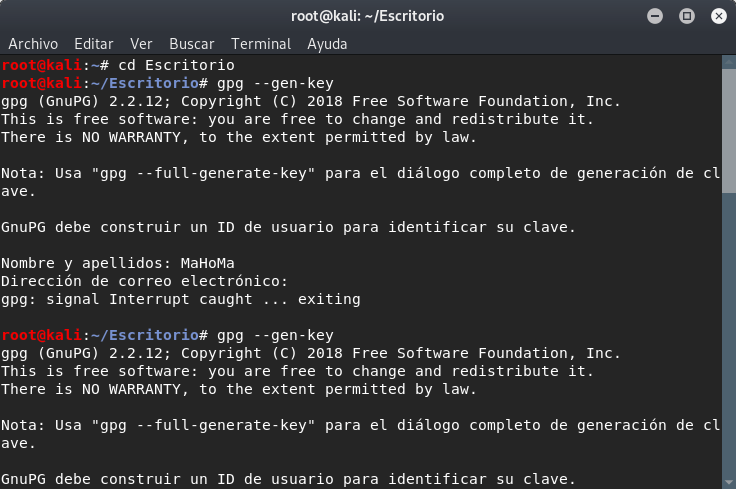 root@kali: ~/Escritorio
Archivo Editar Ver Buscar Terminal Ayuda
root@kali:~# cd Escritorio
root@kali:~/Escritorio# gpg --gen-key
gpg (GnuPG) 2.2.12; Copyright (C) 2018 Free Software Foundation, Inc.
This is free software: you are free to change and redistribute it.
There is NO WARRANTY, to the extent permitted by law.
Nota: Usa "gpg --full-generate-key" para el diálogo completo de generación de cl
ave.
GnuPG debe construir un ID de usuario para identificar su clave.
Nombre y apellidos: MaHoMa
Dirección de correo electrónico:
gpg: signal Interrupt caught ... exiting
root@kali:~/Escritorio# gpg --gen-key
gpg (GnuPG) 2.2.12; Copyright (C) 2018 Free Software Foundation, Inc.
This is free software: you are free to change and redistribute it.
There is NO WARRANTY, to the extent permitted by law.
Nota: Usa "gpg --full-generate-key" para el diálogo completo de generación de cl
ave.
GnuPG debe construir un ID de usuario para identificar su clave.